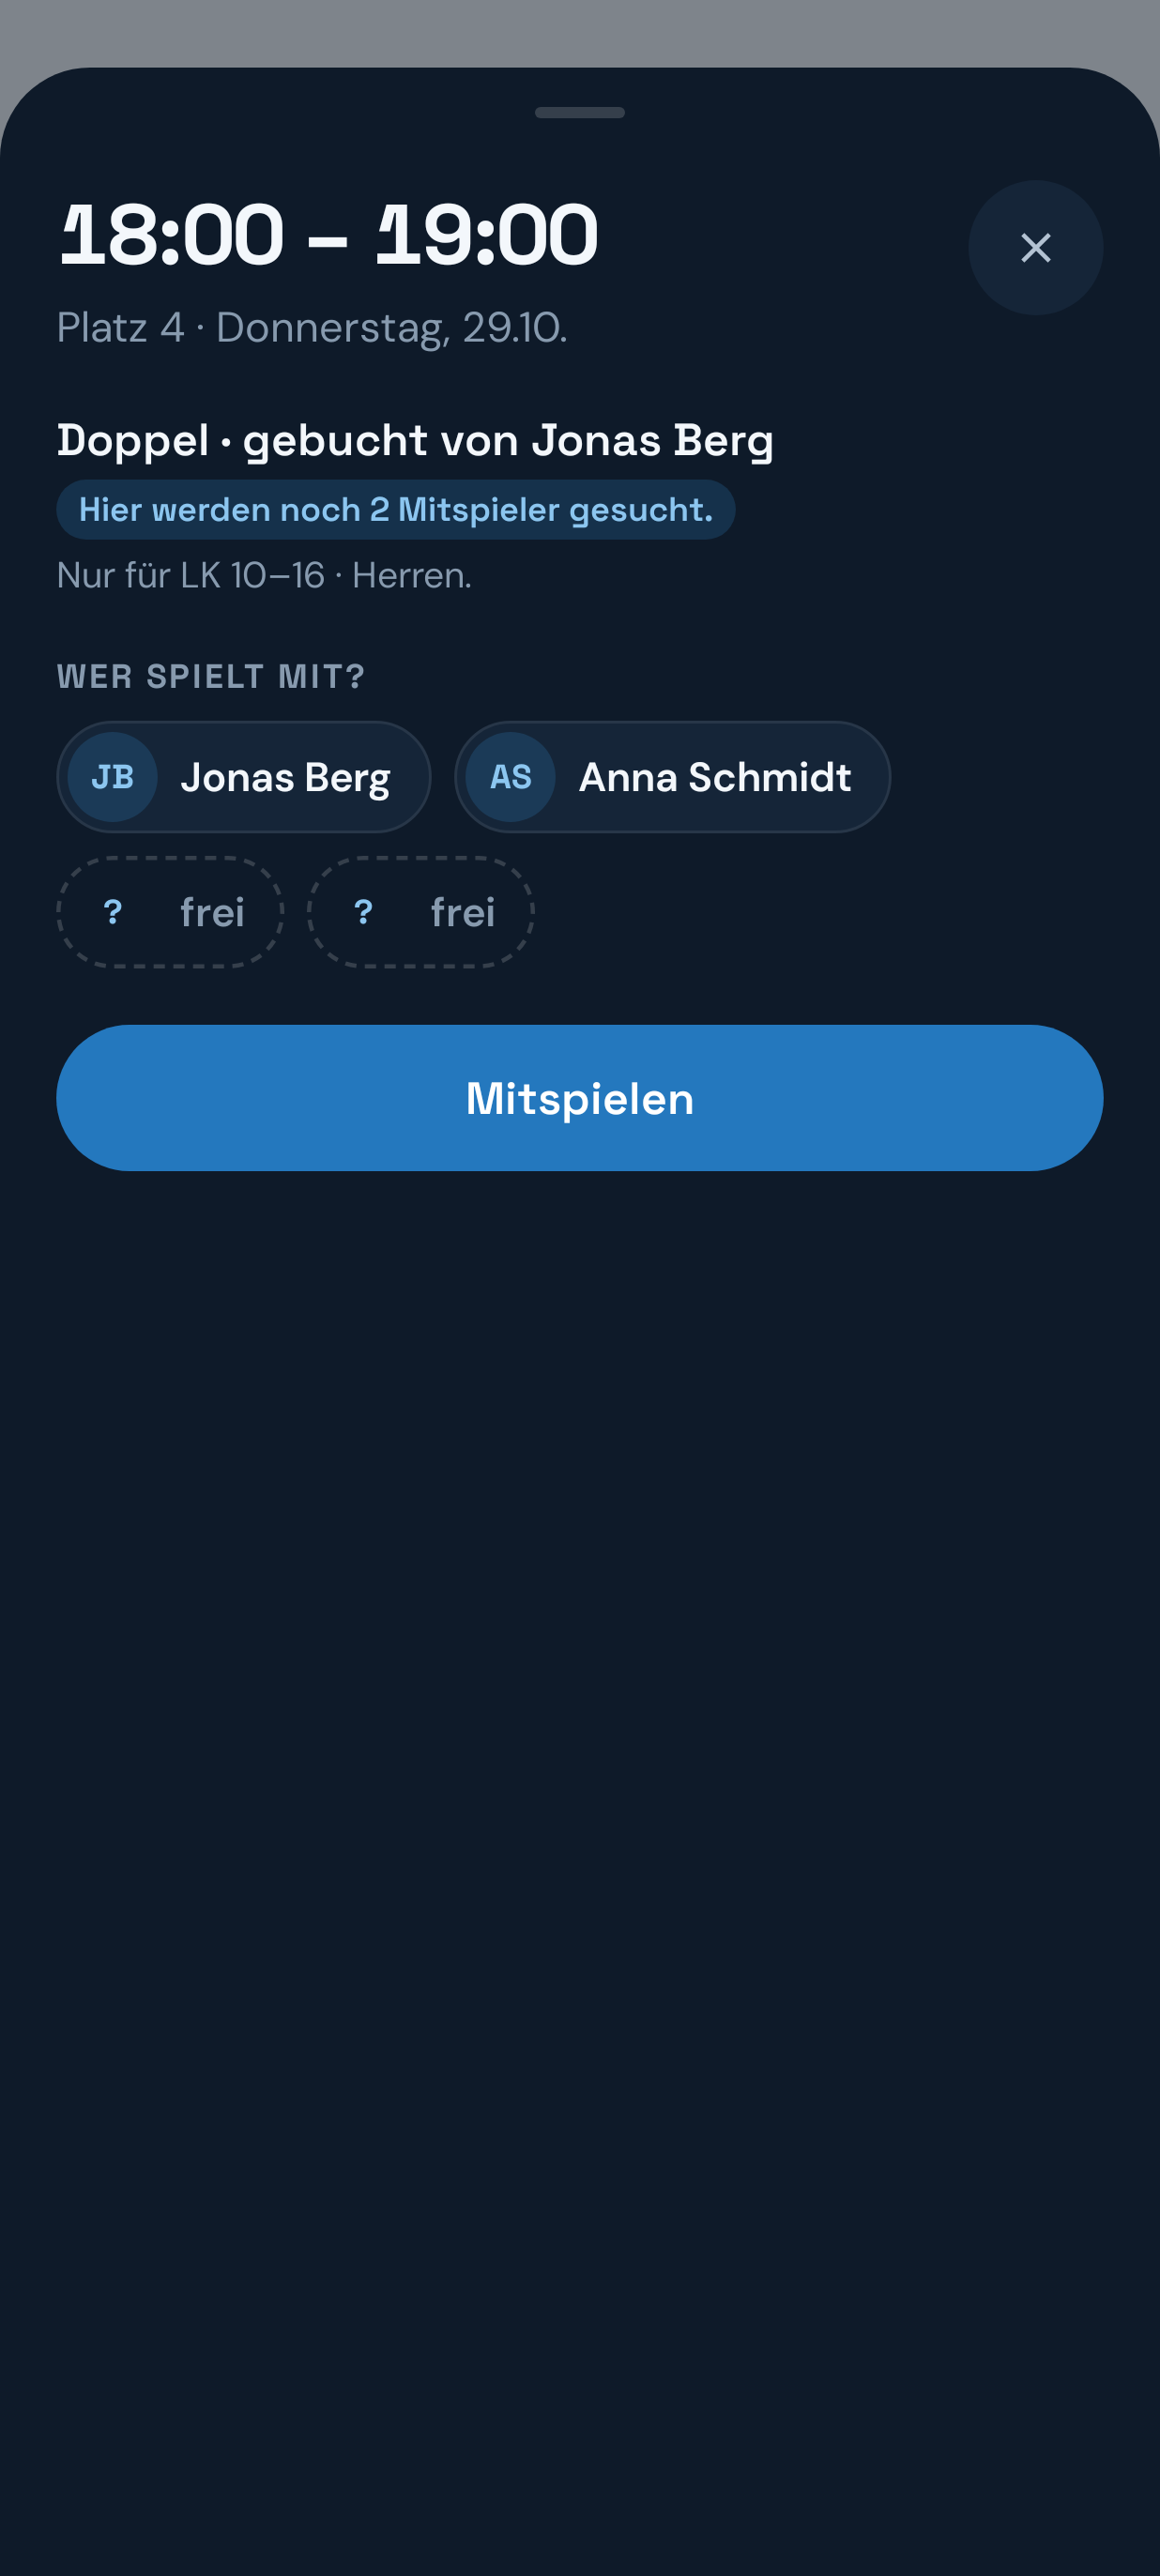 18:00 – 19:00
Platz 4 · Donnerstag, 29.10.
Doppel · gebucht von Jonas Berg
Hier werden noch 2 Mitspieler gesucht.
Nur für LK 10–16 · Herren.
WER SPIELT MIT?
JB Jonas Berg AS Anna Schmidt
? frei ? frei
Mitspielen